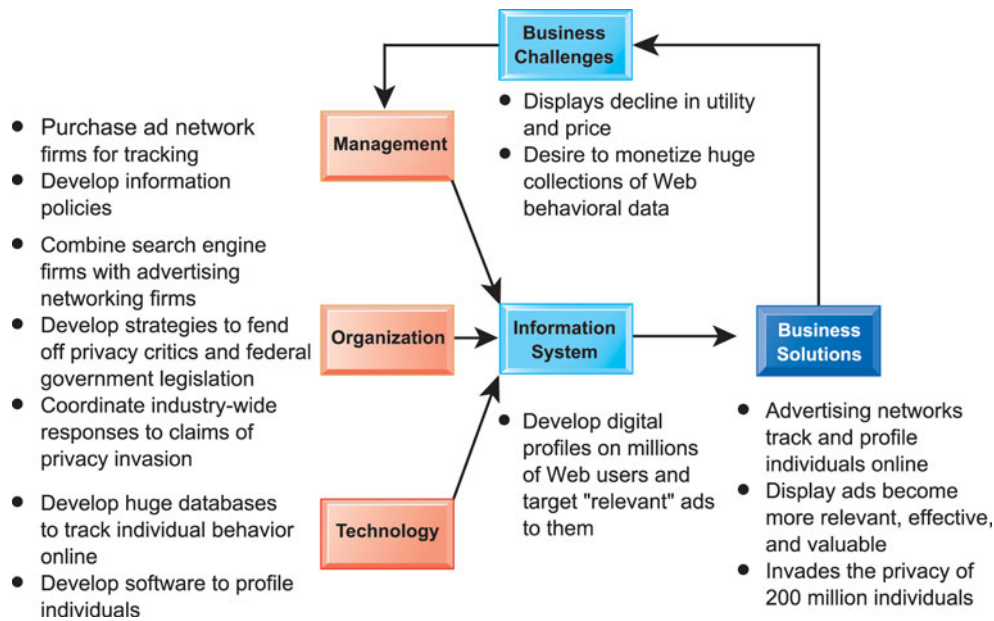 Business
Challenges
• Displays decline in utility
and price
• Desire to monetize huge
collections of Web
behavioral data
Management
• Purchase ad network
firms for tracking
• Develop information
policies
• Combine search engine
firms with advertising
networking firms
• Develop strategies to fend
off privacy critics and federal
government legislation
• Coordinate industry-wide
responses to claims of
privacy invasion
Organization
Information
System
• Develop digital
profiles on millions
of Web users and
target "relevant" ads
to them
Business
Solutions
• Advertising networks
track and profile
individuals online
• Display ads become
more relevant, effective,
and valuable
• Invades the privacy of
200 million individuals
• Develop huge databases
to track individual behavior
online
• Develop software to profile
individuals
Technology